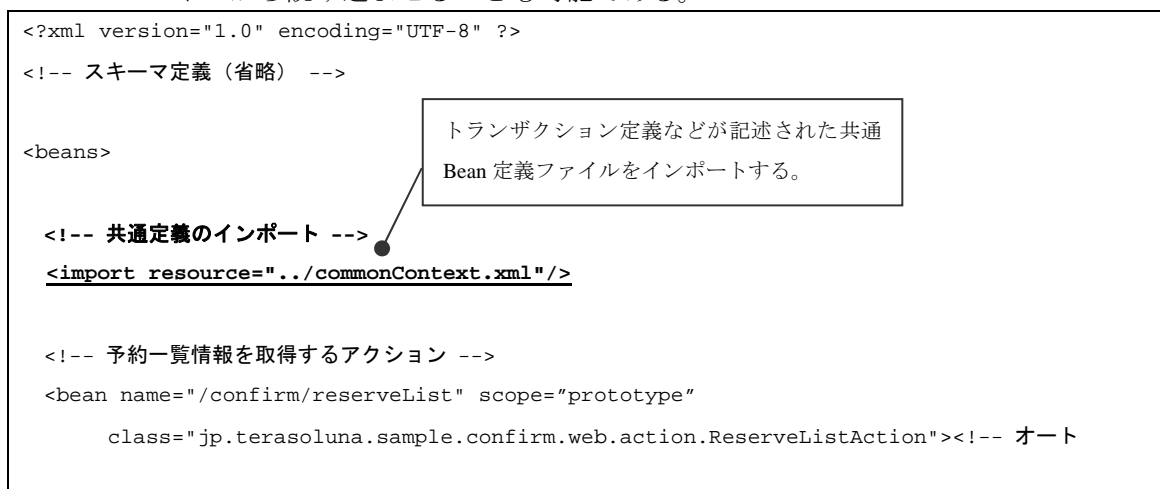 <?xml version="1.0" encoding="UTF-8" ?>
<!-- スキーマ定義（省略） -->
トランザクション定義などが記述された共通
Bean 定義ファイルをインポートする。
<beans>
<!-- 共通定義のインポート -->
<import resource="../commonContext.xml"/>
<!-- 予約一覧情報を取得するアクション -->
<bean name="/confirm/reserveList" scope=”prototype”
class="jp.terasoluna.sample.confirm.web.action.ReserveListAction"><!-- オート